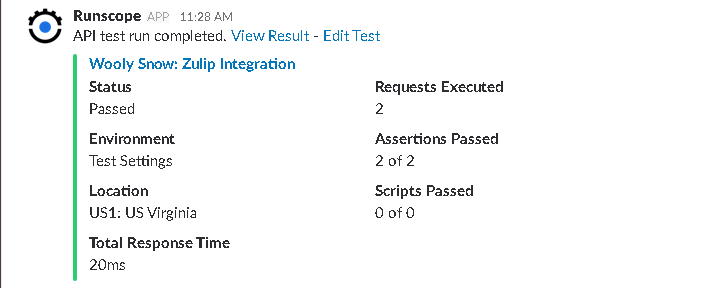 Runscope APP 11:28 AM
API test run completed. View Result - Edit Test
Wooly Snow: Zulip Integration
Status Requests Executed
Passed 2
Environment Assertions Passed
Test Settings 2 of 2
Location Scripts Passed
US1: US Virginia 0 of 0
Total Response Time
20ms